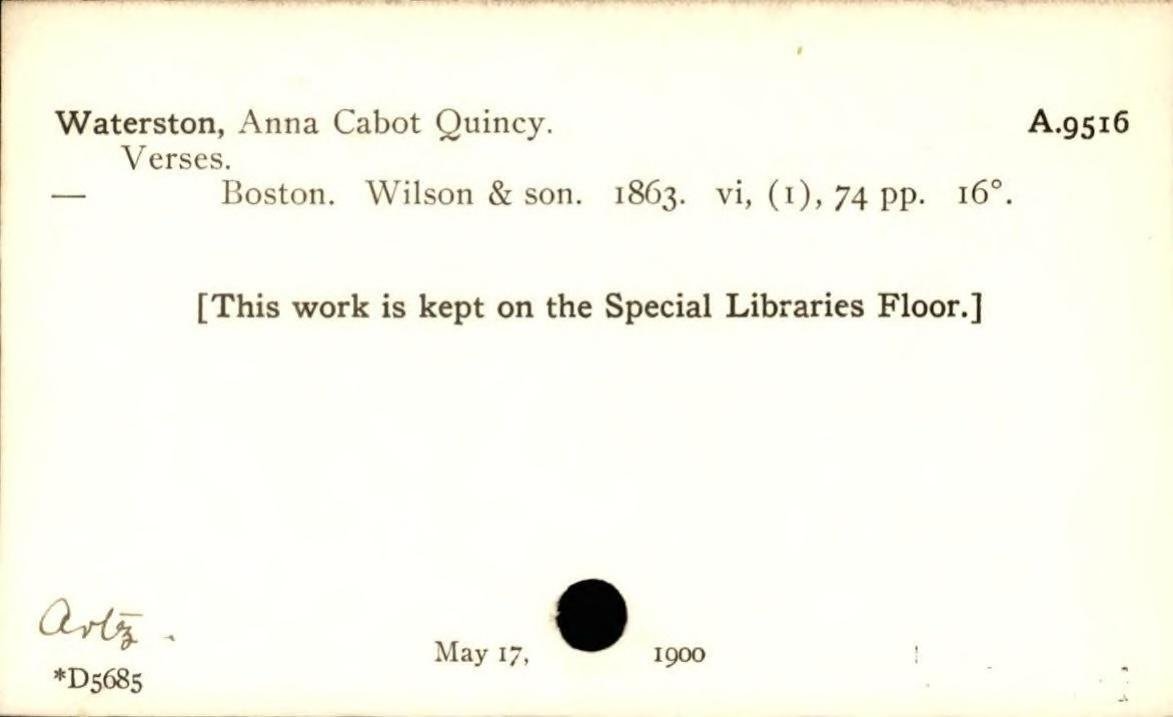 Waterston, Anna Cabot Quincy. A.9516
Verses.
— Boston. Wilson & son. 1863. vi, (1), 74 pp. 16°.
[This work is kept on the Special Libraries Floor.]
Artz.
May 17, 1900
*D5685